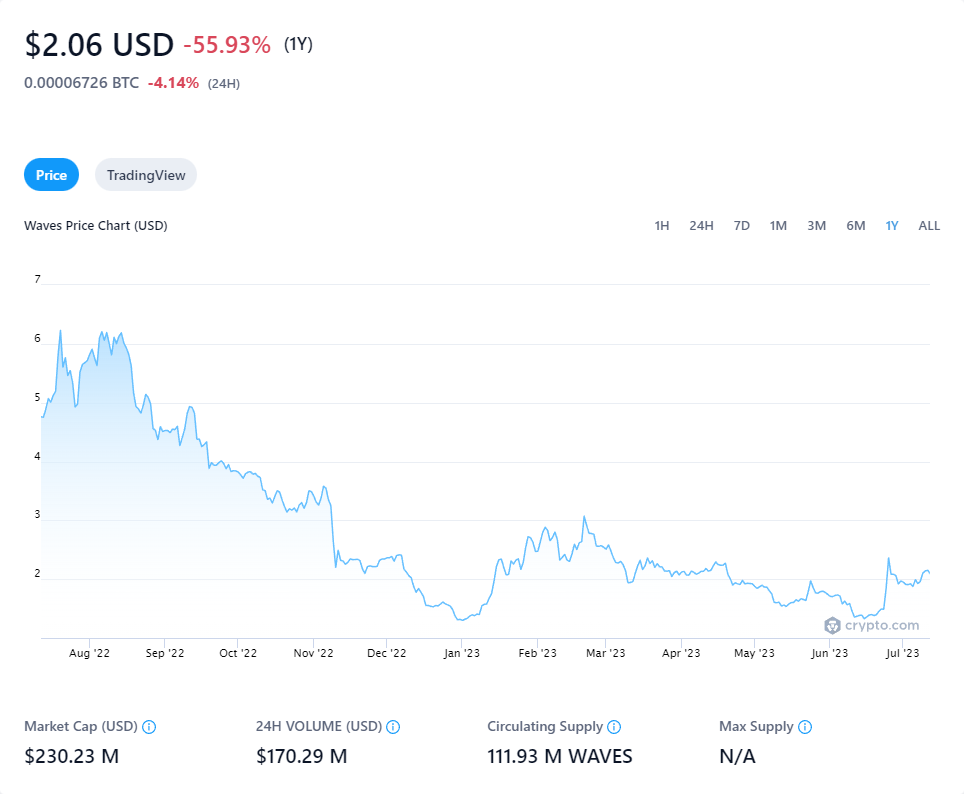 $2.06 USD -55.93% (1Y)
0.00006726 BTC -4.14% (24H)
Price TradingView
Waves Price Chart (USD) 1H 24H 7D 1M 3M 6M 1Y ALL
7
6
5
4
3
2
crypto.com
Aug '22 Sep '22 Oct '22 Nov '22 Dec '22 Jan '23 Feb '23 Mar '23 Apr '23 May '23 Jun '23 Jul '23
Market Cap (USD) 24H VOLUME (USD) Circulating Supply Max Supply
$230.23 M $170.29 M 111.93 M WAVES N/A